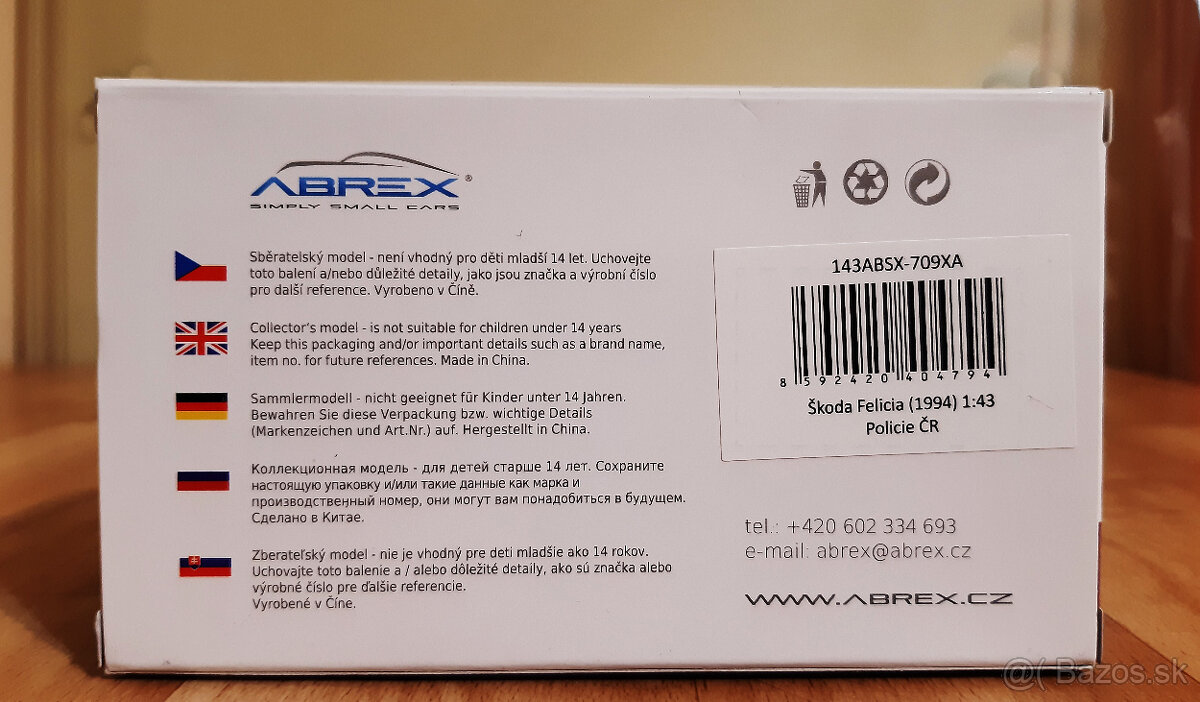 ABREX®
SIMPLY SMALL CARS
Sběratelský model - není vhodný pro děti mladší 14 let. Uchovejte
toto balení a/nebo důležité detaily, jako jsou značka a výrobní číslo
pro další reference. Vyrobeno v Číně.
Collector's model - is not suitable for children under 14 years
Keep this packaging and/or important details such as a brand name,
item no. for future references. Made in China.
Sammlermodell - nicht geeignet für Kinder unter 14 Jahren.
Bewahren Sie diese Verpackung bzw. wichtige Details
(Markenzeichen und Art.Nr.) auf. Hergestellt in China.
Коллекционная модель - для детей старше 14 лет. Сохраните
настоящую упаковку и/или такие данные как марка и
производственный номер, они могут вам понадобиться в будущем.
Сделано в Китае.
Zberateľský model - nie je vhodný pre deti mladšie ako 14 rokov.
Uchovajte toto balenie a / alebo dôležité detaily, ako sú značka alebo
výrobné číslo pre ďalšie referencie.
Vyrobené v Číne.
143ABSX-709XA
8 592420 404794
Škoda Felicia (1994) 1:43
Policie ČR
tel.: +420 602 334 693
e-mail: abrex@abrex.cz
WWW.ABREX.CZ
@( Bazos.sk